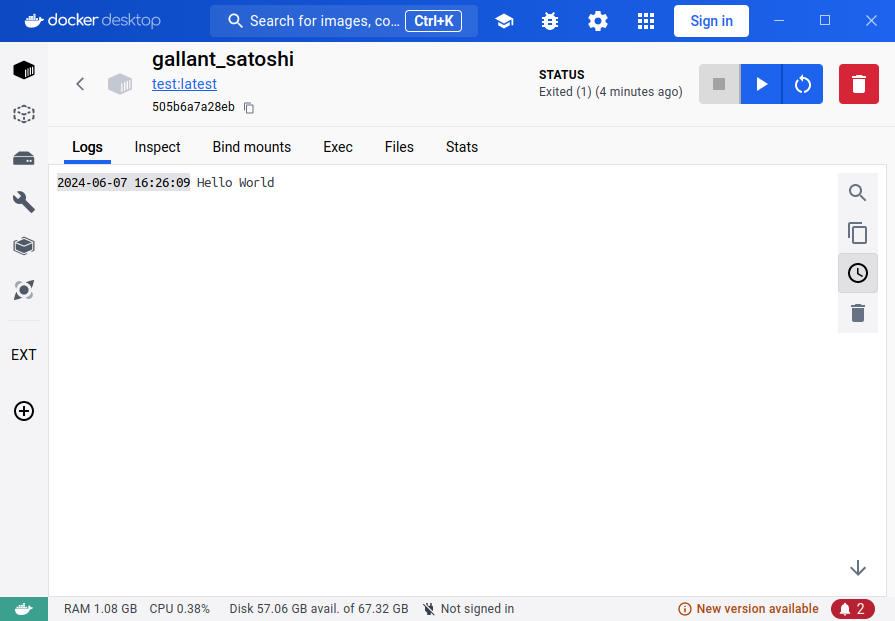 docker desktop Search for images, co... Ctrl+K Sign in
gallant_satoshi
test:latest
505b6a7a28eb
STATUS
Exited (1) (4 minutes ago)
Logs Inspect Bind mounts Exec Files Stats
2024-06-07 16:26:09 Hello World
EXT
RAM 1.08 GB CPU 0.38% Disk 57.06 GB avail. of 67.32 GB Not signed in New version available 2